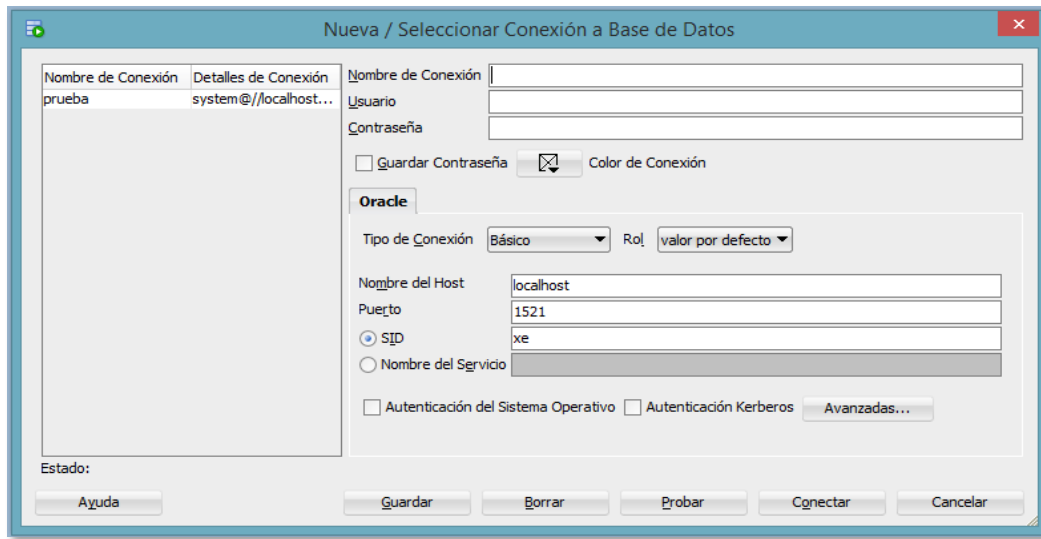 Nueva / Seleccionar Conexión a Base de Datos
Nombre de Conexión Detalles de Conexión
prueba system@//localhost...
Nombre de Conexión
Usuario
Contraseña
Guardar Contraseña Color de Conexión
Oracle
Tipo de Conexión Básico Rol valor por defecto
Nombre del Host localhost
Puerto 1521
SID xe
Nombre del Servicio
Autenticación del Sistema Operativo Autenticación Kerberos Avanzadas...
Estado:
Ayuda Guardar Borrar Probar Conectar Cancelar